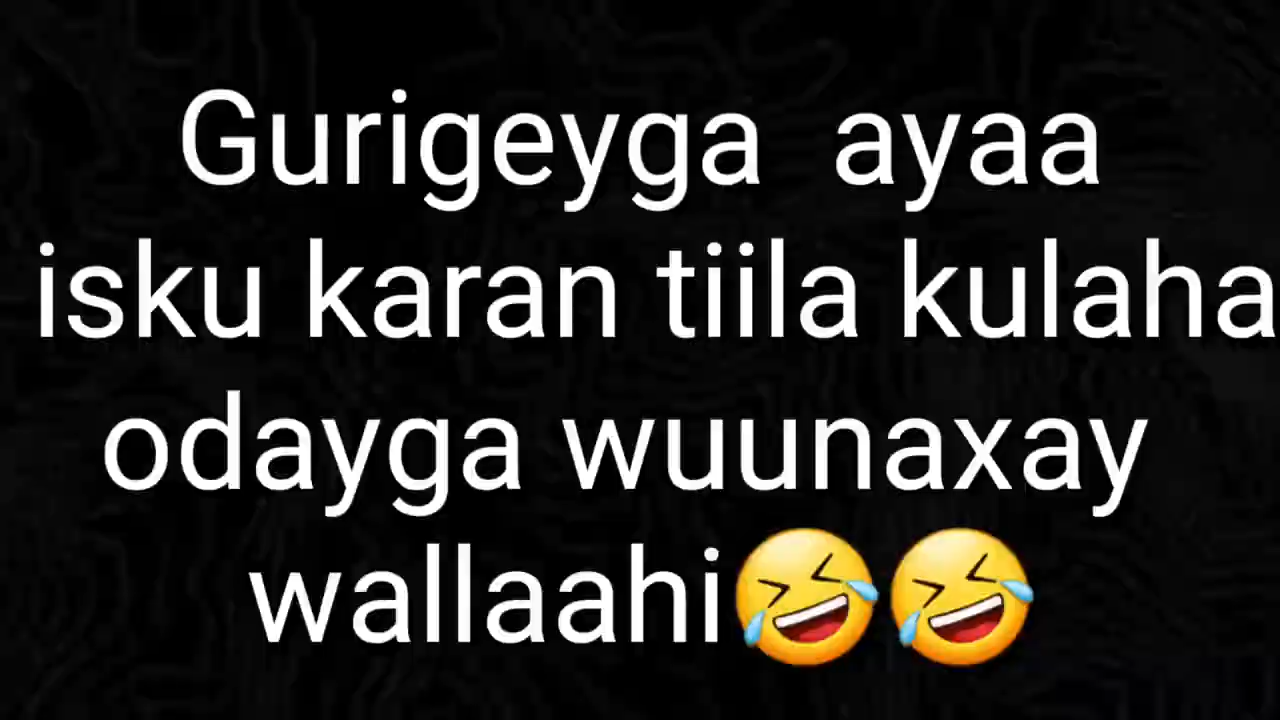 Gurigeyga ayaa
isku karan tiila kulaha
odayga wuunaxay
wallaahi🤣🤣